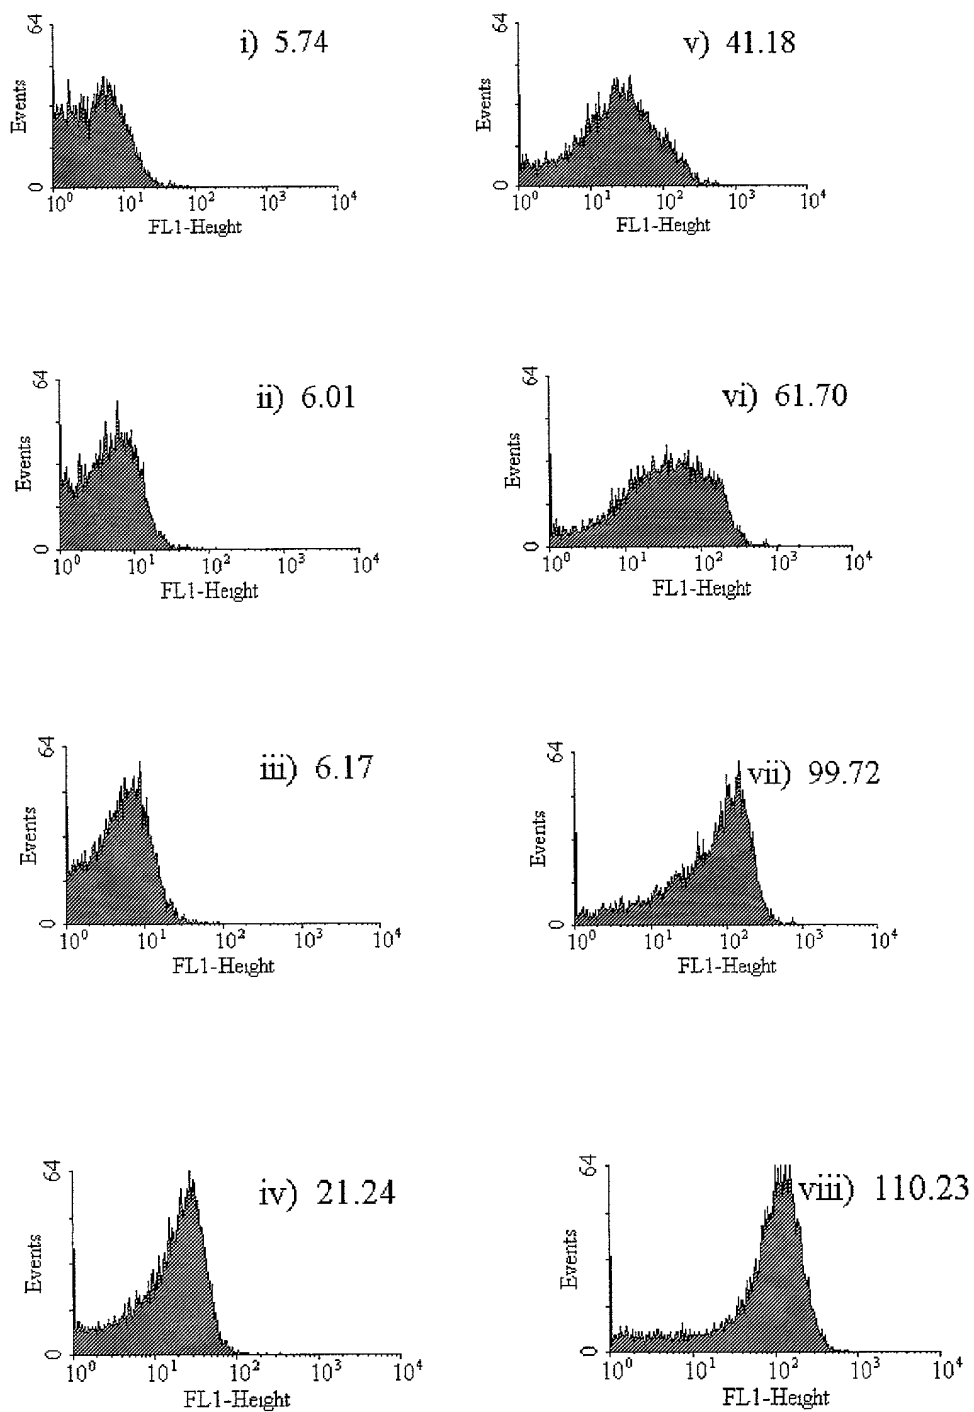 64
i) 5.74
Events
0
10⁰ 10¹ 10² 10³ 10⁴
FL1-Height
64
v) 41.18
Events
0
10⁰ 10¹ 10² 10³ 10⁴
FL1-Height
64
ii) 6.01
Events
0
10⁰ 10¹ 10² 10³ 10⁴
FL1-Height
64
vi) 61.70
Events
0
10⁰ 10¹ 10² 10³ 10⁴
FL1-Height
64
iii) 6.17
Events
0
10⁰ 10¹ 10² 10³ 10⁴
FL1-Height
64
vii) 99.72
Events
0
10⁰ 10¹ 10² 10³ 10⁴
FL1-Height
64
iv) 21.24
Events
0
10⁰ 10¹ 10² 10³ 10⁴
FL1-Height
64
viii) 110.23
Events
0
10⁰ 10¹ 10² 10³ 10⁴
FL1-Height